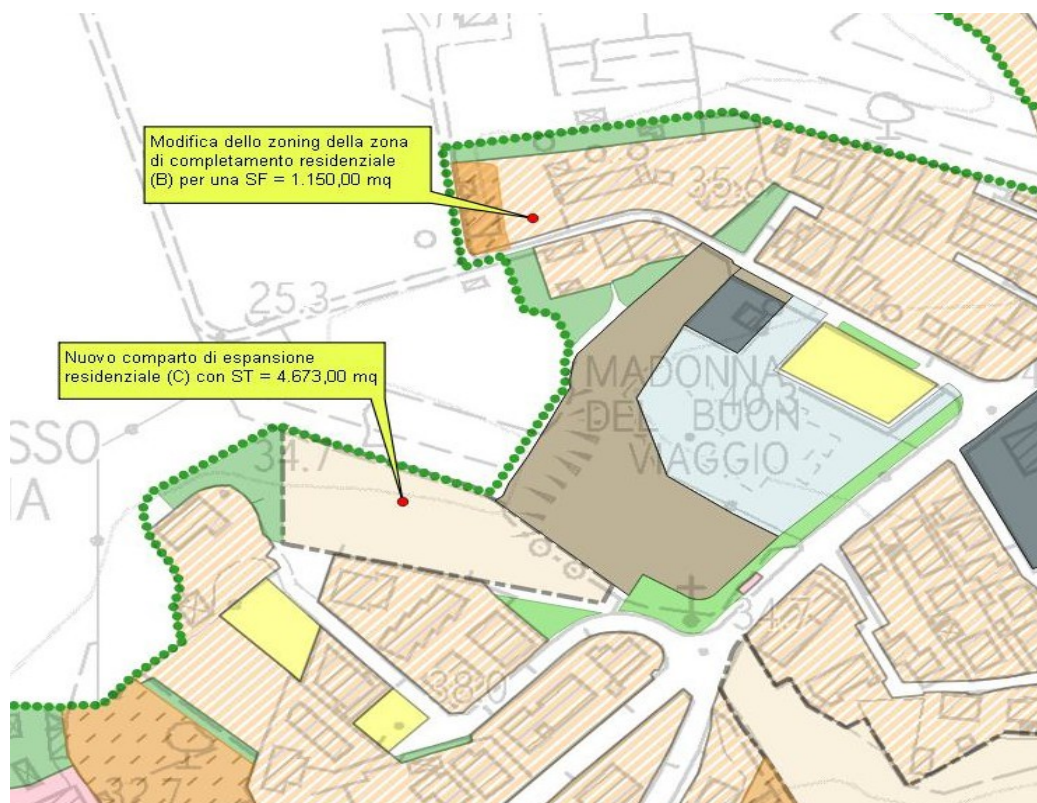 Modifica dello zoning della zona
di completamento residenziale
(B) per una SF = 1.150,00 mq
25.3
Nuovo comparto di espansione
residenziale (C) con ST = 4.673,00 mq
MADONNA
40.3
DEL BUON
VIAGGIO
SSO
34.7
IA
34.7
38.0
32.7